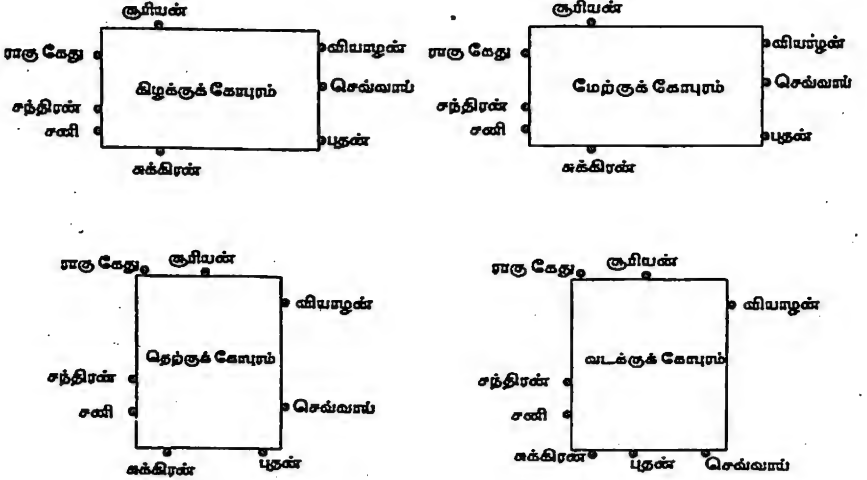 சூரியன்
ராகு கேது
வியாழன்
கிழக்குக் கோபுரம்
செவ்வாய்
சந்திரன்
சனி
புதன்
சுக்கிரன்
சூரியன்
ராகு கேது
வியாழன்
மேற்குக் கோபுரம்
செவ்வாய்
சந்திரன்
சனி
புதன்
சுக்கிரன்
ராகு கேது
சூரியன்
வியாழன்
தெற்குக் கோபுரம்
சந்திரன்
சனி
செவ்வாய்
சுக்கிரன்
புதன்
ராகு கேது
சூரியன்
வியாழன்
வடக்குக் கோபுரம்
சந்திரன்
சனி
சுக்கிரன்
புதன்
செவ்வாய்